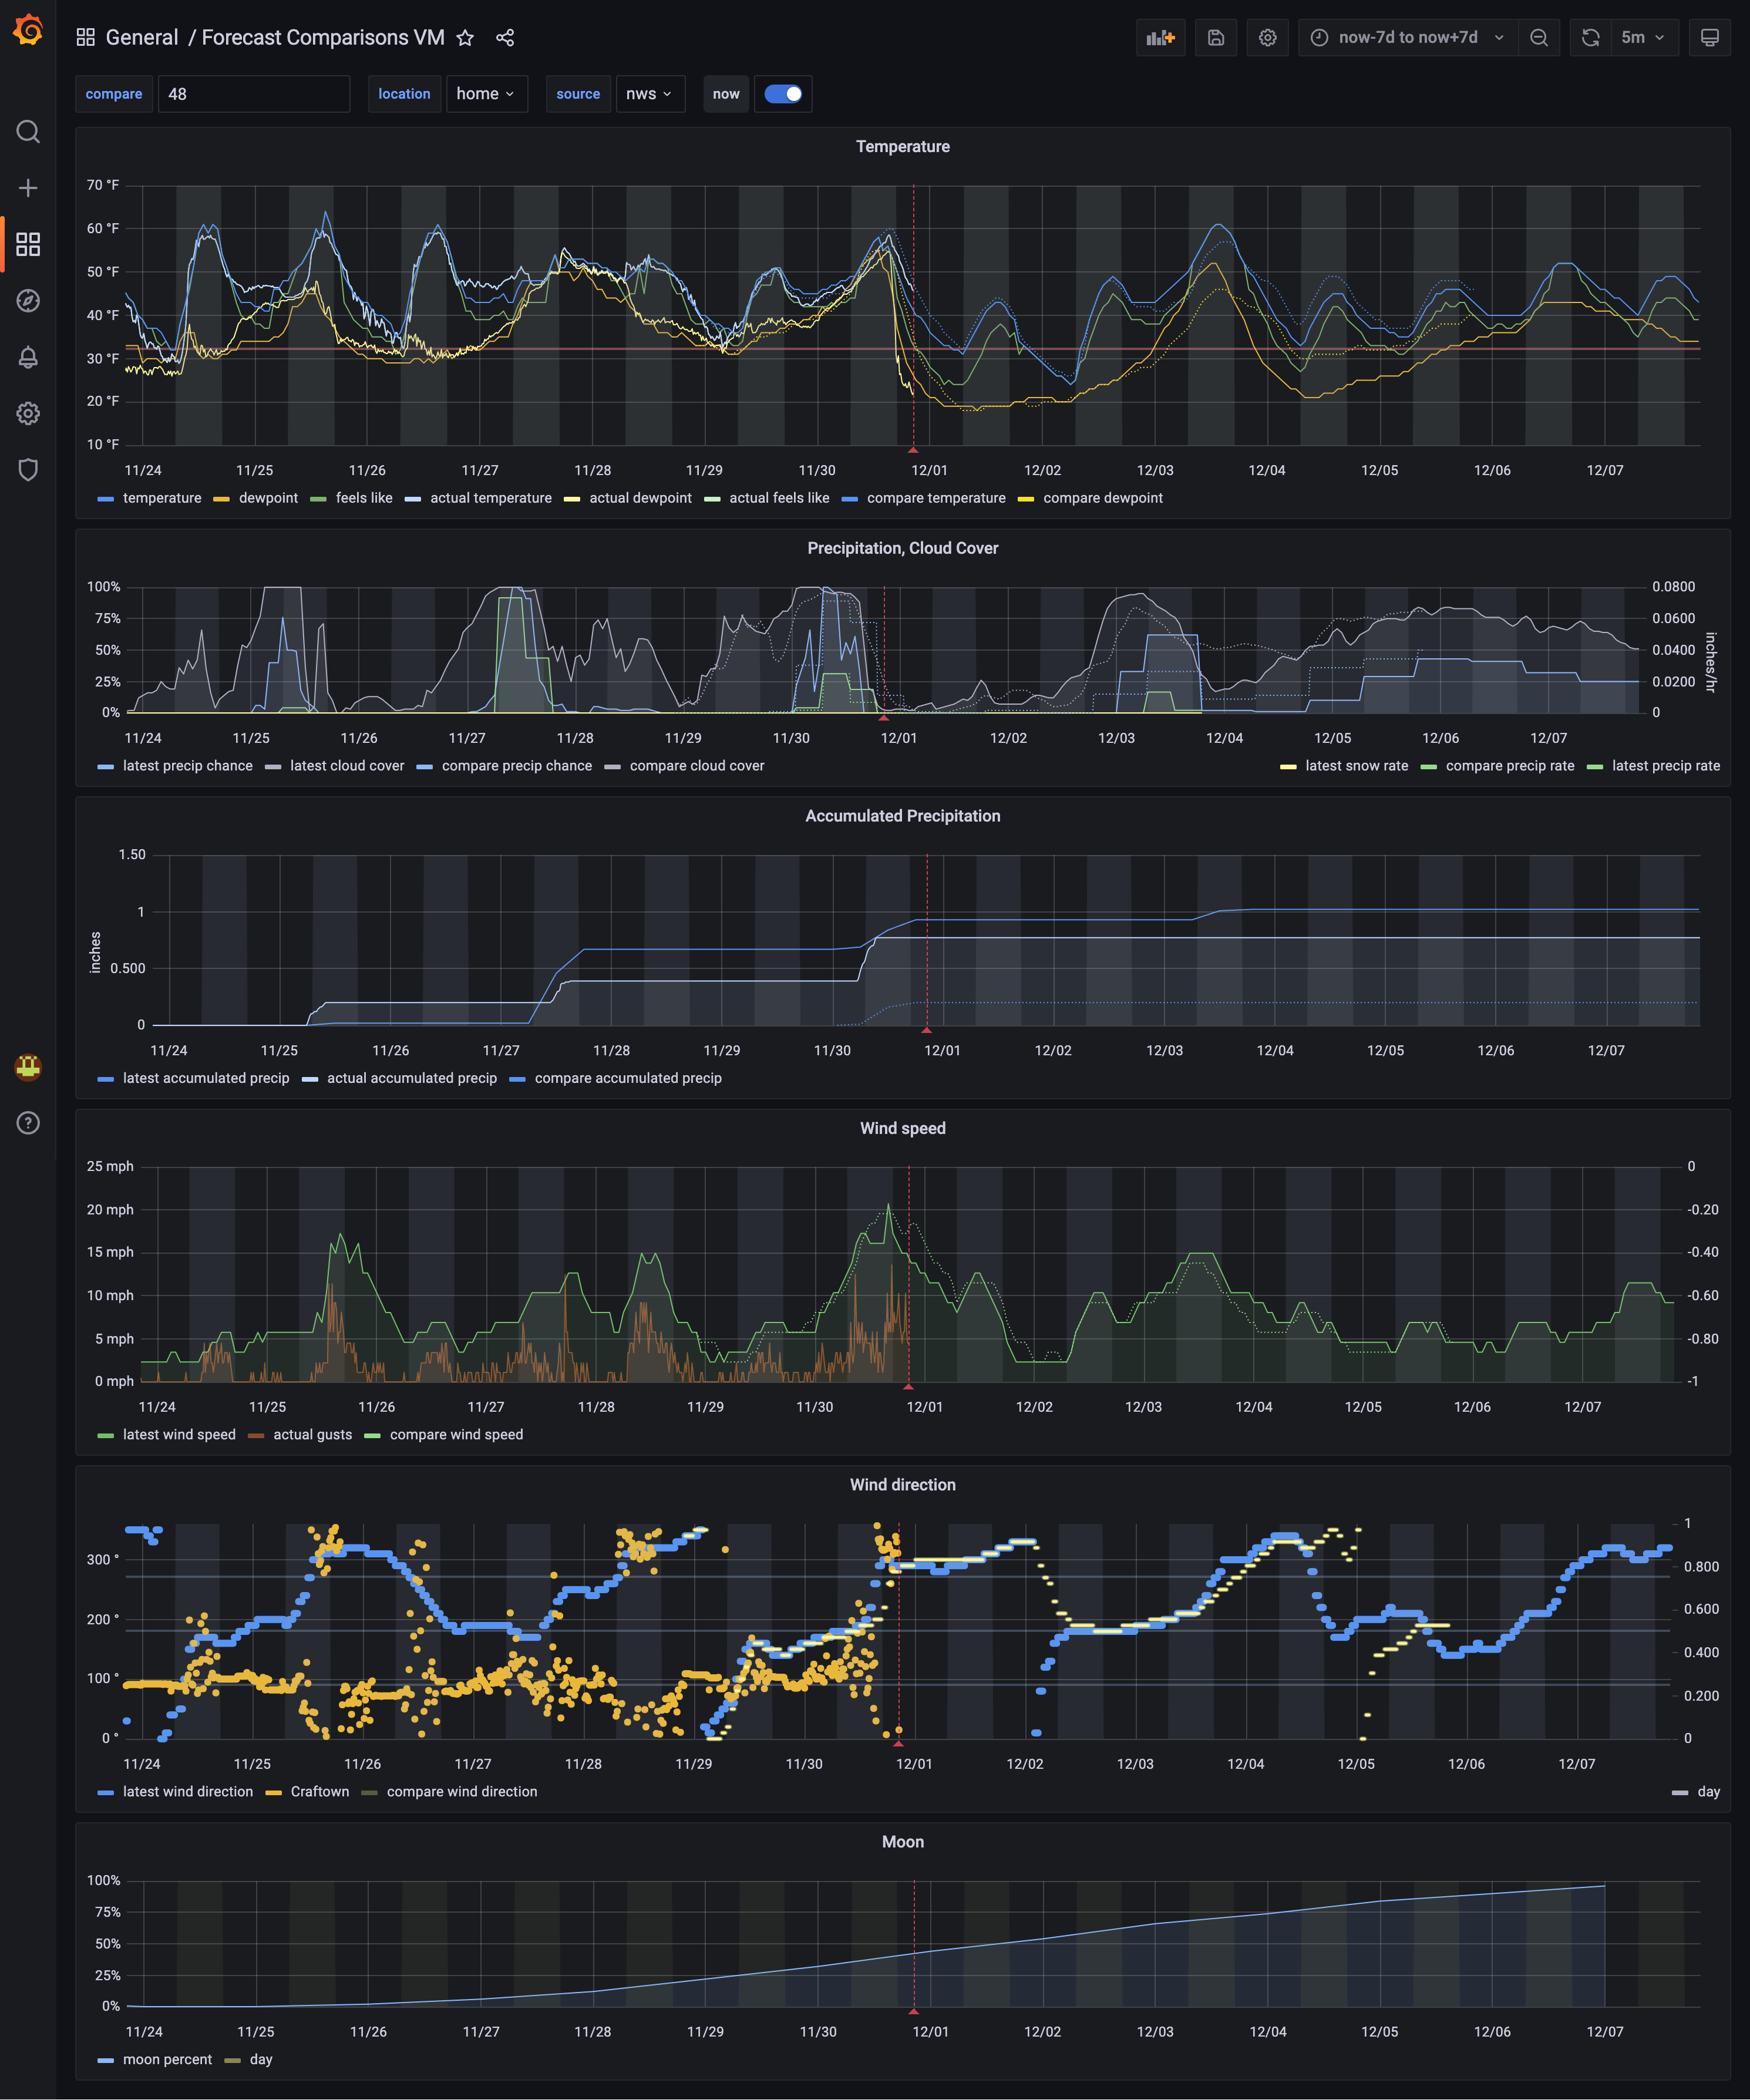 General / Forecast Comparisons VM
now-7d to now+7d
5m
compare 48 location home source nws now
Temperature
70 °F
60 °F
50 °F
40 °F
30 °F
20 °F
10 °F
11/24 11/25 11/26 11/27 11/28 11/29 11/30 12/01 12/02 12/03 12/04 12/05 12/06 12/07
temperature dewpoint feels like actual temperature actual dewpoint actual feels like compare temperature compare dewpoint
Precipitation, Cloud Cover
100% 0.0800
75% 0.0600
50% 0.0400
25% 0.0200
0% 0
inches/hr
11/24 11/25 11/26 11/27 11/28 11/29 11/30 12/01 12/02 12/03 12/04 12/05 12/06 12/07
latest precip chance latest cloud cover compare precip chance compare cloud cover latest snow rate compare precip rate latest precip rate
Accumulated Precipitation
1.50
1
0.500
0
inches
11/24 11/25 11/26 11/27 11/28 11/29 11/30 12/01 12/02 12/03 12/04 12/05 12/06 12/07
latest accumulated precip actual accumulated precip compare accumulated precip
Wind speed
25 mph 0
20 mph -0.20
15 mph -0.40
10 mph -0.60
5 mph -0.80
0 mph -1
11/24 11/25 11/26 11/27 11/28 11/29 11/30 12/01 12/02 12/03 12/04 12/05 12/06 12/07
latest wind speed actual gusts compare wind speed
Wind direction
1
300 ° 0.800
200 ° 0.600
0.400
100 ° 0.200
0 ° 0
11/24 11/25 11/26 11/27 11/28 11/29 11/30 12/01 12/02 12/03 12/04 12/05 12/06 12/07
latest wind direction Craftown compare wind direction day
Moon
100%
75%
50%
25%
0%
11/24 11/25 11/26 11/27 11/28 11/29 11/30 12/01 12/02 12/03 12/04 12/05 12/06 12/07
moon percent day